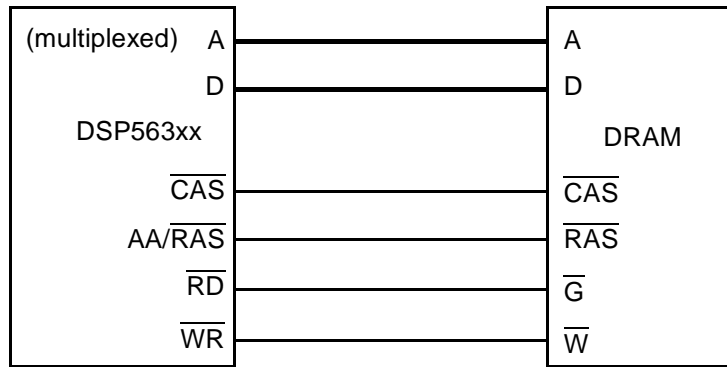 (multiplexed) A
A
D
D
DSP563xx
DRAM
CAS
CAS
AA/RAS
RAS
RD
G
WR
W